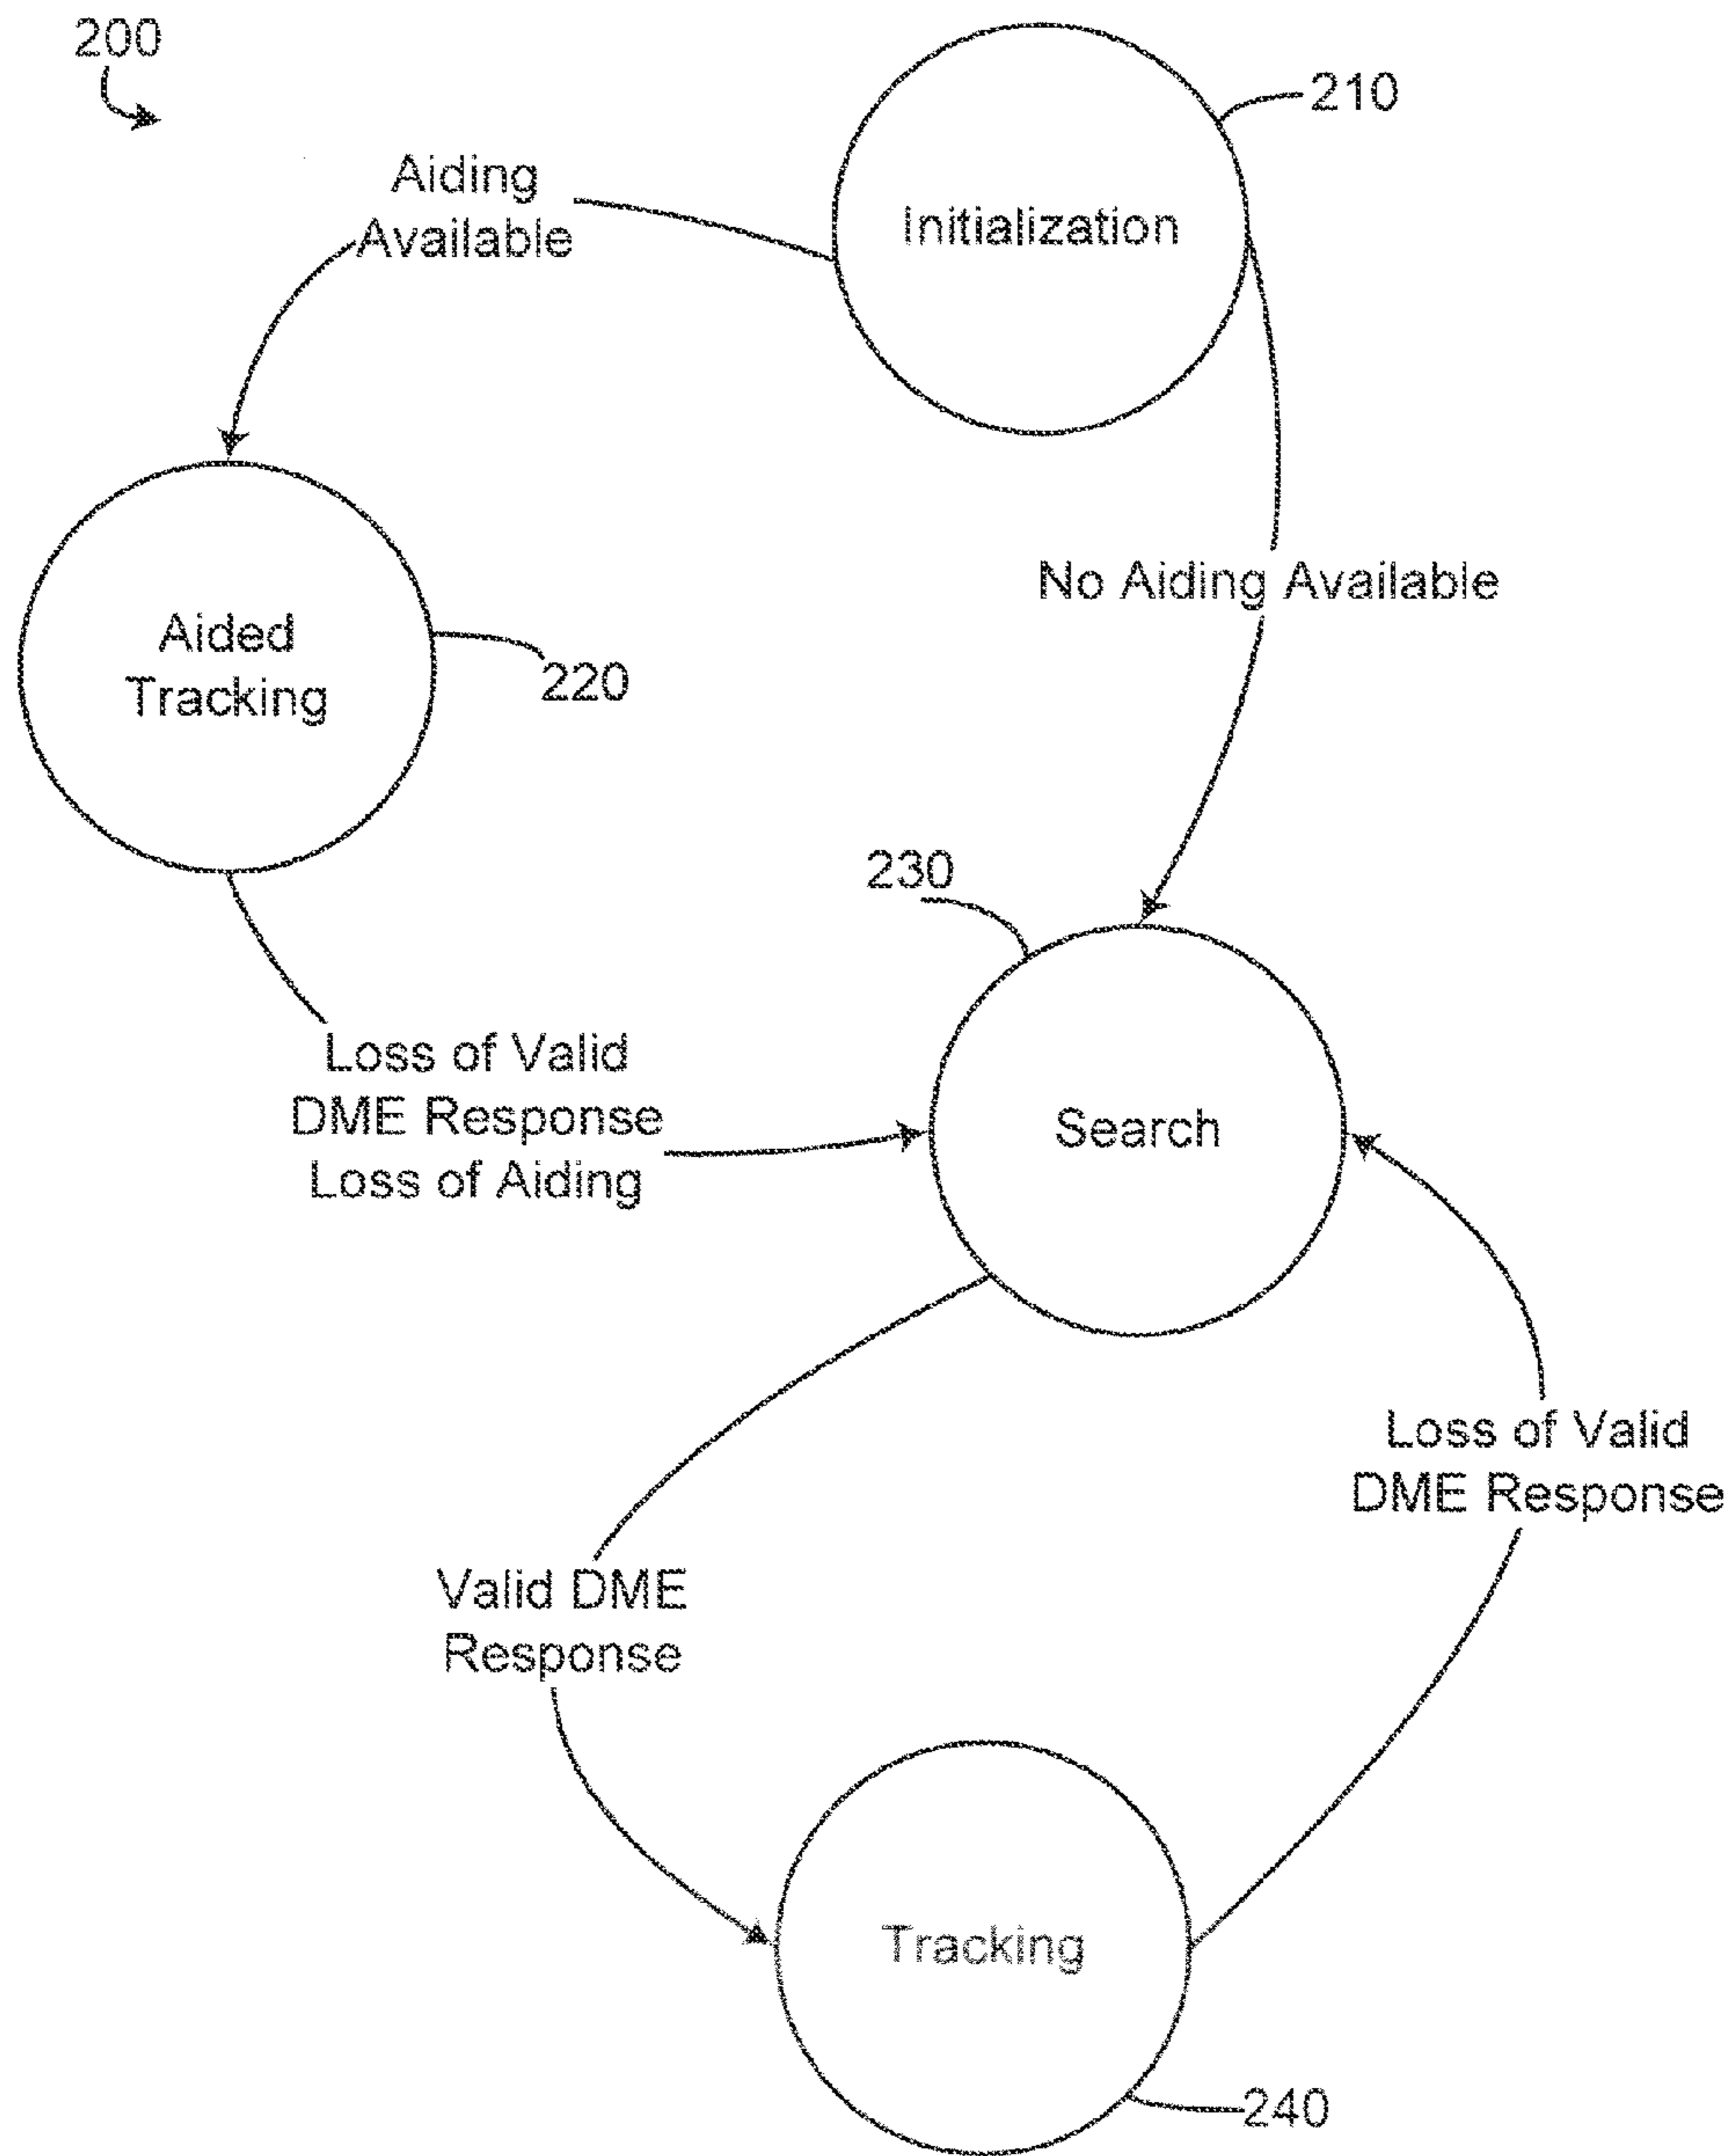 200
210
Aiding
Available
Initialization
No Aiding Available
Aided
Tracking
220
230
Loss of Valid
DME Response
Loss of Aiding
Search
Loss of Valid
DME Response
Valid DME
Response
Tracking
240